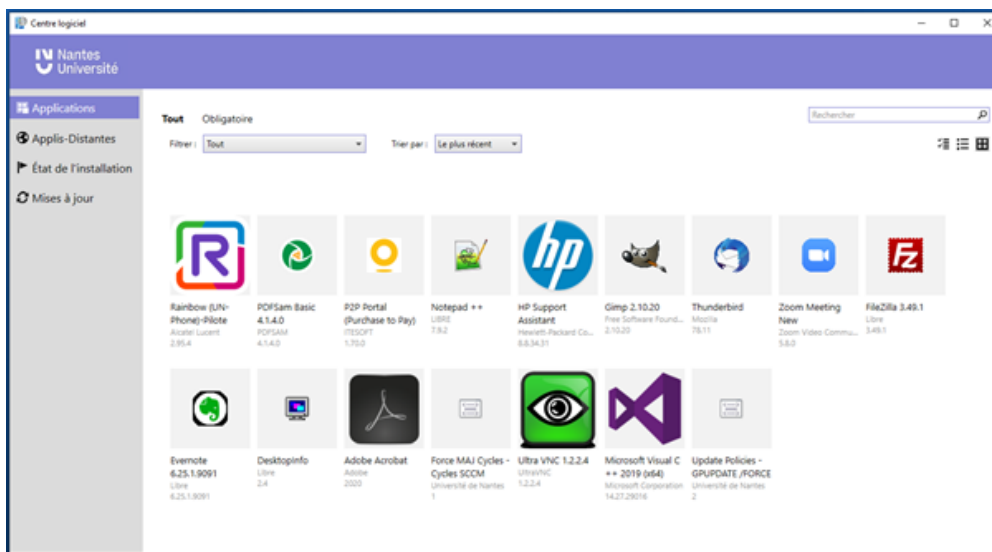 Centre logiciel
Nantes
Université
Applications
Applis-Distantes
État de l'installation
Mises à jour
Tout Obligatoire
Rechercher
Filtrer : Tout
Trier par : Le plus récent
Rainbow (UN-
Phone)-Pilote
Alcatel Lucent
2.95.4
PDFSam Basic
4.1.4.0
PDFSAM
4.1.4.0
P2P Portal
(Purchase to Pay)
ITESOFT
1.70.0
Notepad ++
LIBRE
7.9.2
hp
HP Support
Assistant
Hewlett-Packard Co...
8.8.34.31
Gimp 2.10.20
Free Software Found...
2.10.20
Thunderbird
Mozilla
78.11
Zoom Meeting
New
Zoom Video Commu...
5.8.0
Fz
FileZilla 3.49.1
Libre
3.49.1
Evernote
6.25.1.9091
Libre
6.25.1.9091
DesktopInfo
Libre
2.4
Adobe Acrobat
Adobe
2020
Force MAJ Cycles -
Cycles SCCM
Université de Nantes
1
Ultra VNC 1.2.2.4
UltraVNC
1.2.2.4
Microsoft Visual C
++ 2019 (x64)
Microsoft Corporation
14.27.29016
Update Policies -
GPUPDATE /FORCE
Université de Nantes
2